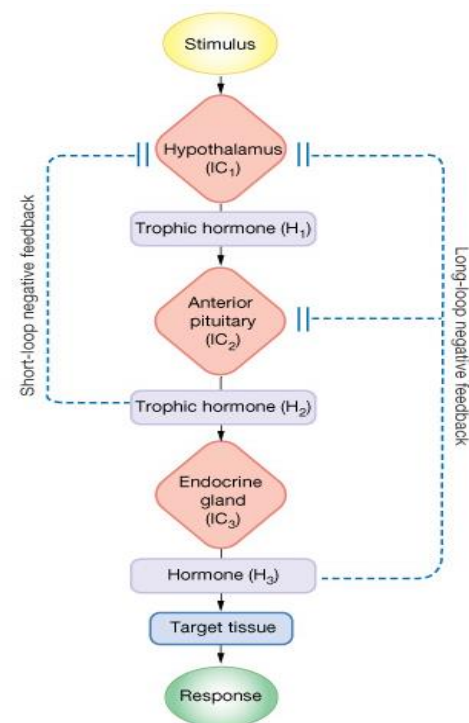 Stimulus
Hypothalamus
(IC₁)
Trophic hormone (H₁)
Anterior
pituitary
(IC₂)
Trophic hormone (H₂)
Endocrine
gland
(IC₃)
Hormone (H₃)
Target tissue
Response
Short-loop negative feedback
Long-loop negative feedback